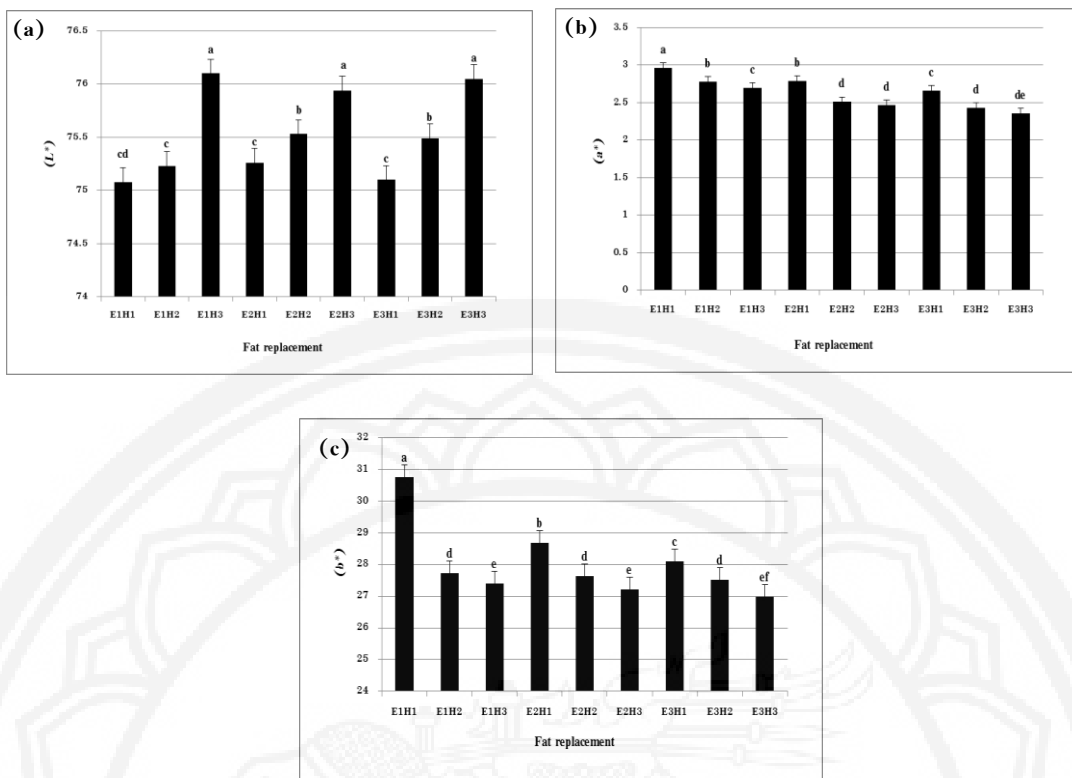 (a)
(L*)
76.5
76
75.5
75
74.5
74
cd
c
a
c
b
a
c
b
a
E1H1 E1H2 E1H3 E2H1 E2H2 E2H3 E3H1 E3H2 E3H3
Fat replacement
(b)
(a*)
3.5
3
2.5
2
1.5
1
0.5
0
a
b
c
b
d
d
c
d
de
E1H1 E1H2 E1H3 E2H1 E2H2 E2H3 E3H1 E3H2 E3H3
Fat replacement
(c)
(b*)
32
31
30
29
28
27
26
25
24
a
d
e
b
d
e
c
d
ef
E1H1 E1H2 E1H3 E2H1 E2H2 E2H3 E3H1 E3H2 E3H3
Fat replacement